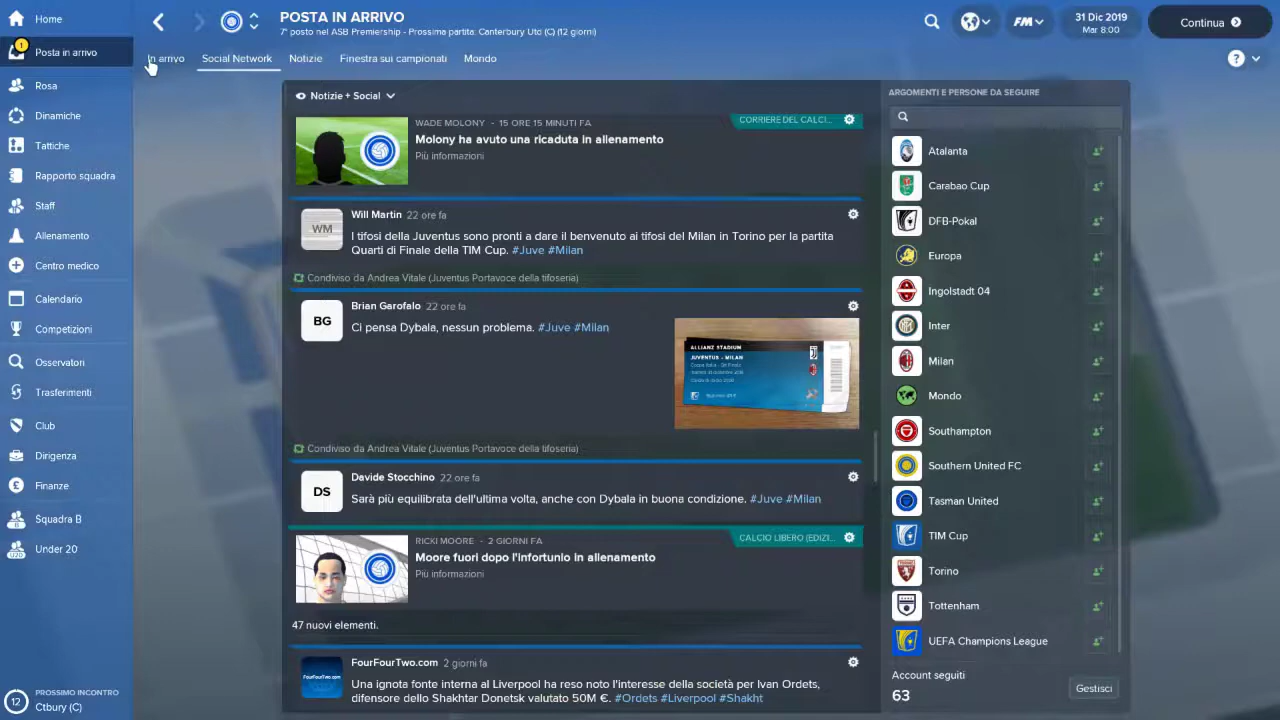 Home
POSTA IN ARRIVO
7° posto nel ASB Premiership - Prossima partita: Canterbury Utd (C) (12 giorni)
FM
31 Dic 2019
Mar 8:00
Continua
1
Posta in arrivo
In arrivo
Social Network
Notizie
Finestra sui campionati
Mondo
?
Rosa
Dinamiche
Tattiche
Rapporto squadra
Staff
Allenamento
Centro medico
Calendario
Competizioni
Osservatori
Trasferimenti
Club
Dirigenza
Finanze
Squadra B
Under 20
12
PROSSIMO INCONTRO
Ctbury (C)
Notizie + Social
WADE MOLONY - 15 ORE 15 MINUTI FA
CORRIERE DEL CALCI...
Molony ha avuto una ricaduta in allenamento
Più informazioni
WM
Will Martin 22 ore fa
I tifosi della Juventus sono pronti a dare il benvenuto ai tifosi del Milan in Torino per la partita
Quarti di Finale della TIM Cup. #Juve #Milan
Condiviso da Andrea Vitale (Juventus Portavoce della tifoseria)
BG
Brian Garofalo 22 ore fa
Ci pensa Dybala, nessun problema. #Juve #Milan
ALLIANZ STADIUM
JUVENTUS - MILAN
Condiviso da Andrea Vitale (Juventus Portavoce della tifoseria)
DS
Davide Stocchino 22 ore fa
Sarà più equilibrata dell'ultima volta, anche con Dybala in buona condizione. #Juve #Milan
RICKI MOORE - 2 GIORNI FA
CALCIO LIBERO (EDIZI...
Moore fuori dopo l'infortunio in allenamento
Più informazioni
47 nuovi elementi.
FourFourTwo.com
FourFourTwo.com 2 giorni fa
Una ignota fonte interna al Liverpool ha reso noto l'interesse della società per Ivan Ordets,
difensore dello Shakhtar Donetsk valutato 50M €. #Ordets #Liverpool #Shakht
ARGOMENTI E PERSONE DA SEGUIRE
Atalanta
Carabao Cup
DFB-Pokal
Europa
Ingolstadt 04
Inter
Milan
Mondo
Southampton
Southern United FC
Tasman United
TIM Cup
Torino
Tottenham
UEFA Champions League
Account seguiti
63
Gestisci